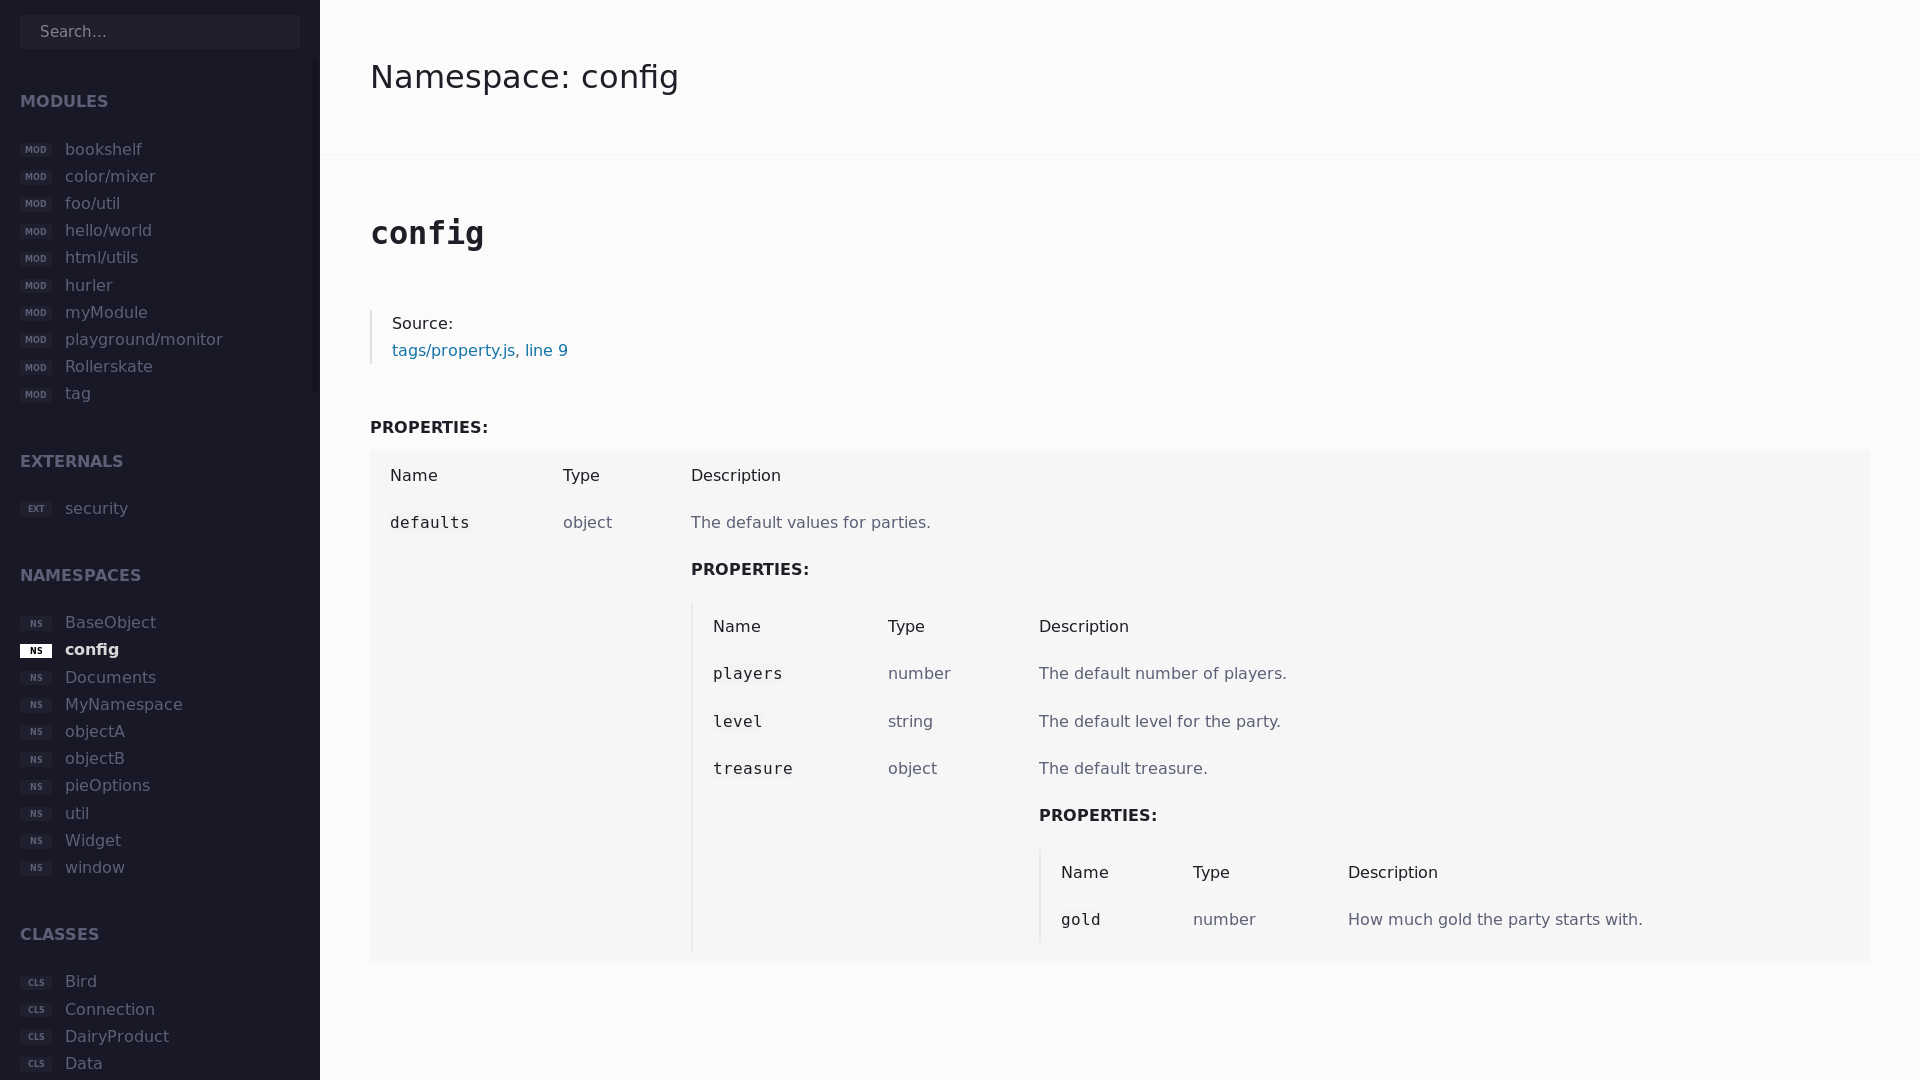 Search...
MODULES
MOD bookshelf
MOD color/mixer
MOD foo/util
MOD hello/world
MOD html/utils
MOD hurler
MOD myModule
MOD playground/monitor
MOD Rollerskate
MOD tag
EXTERNALS
EXT security
NAMESPACES
NS BaseObject
NS config
NS Documents
NS MyNamespace
NS objectA
NS objectB
NS pieOptions
NS util
NS Widget
NS window
CLASSES
CLS Bird
CLS Connection
CLS DairyProduct
CLS Data
Namespace: config
config
Source:
tags/property.js, line 9
PROPERTIES:
Name Type Description
defaults object The default values for parties.
PROPERTIES:
Name Type Description
players number The default number of players.
level string The default level for the party.
treasure object The default treasure.
PROPERTIES:
Name Type Description
gold number How much gold the party starts with.